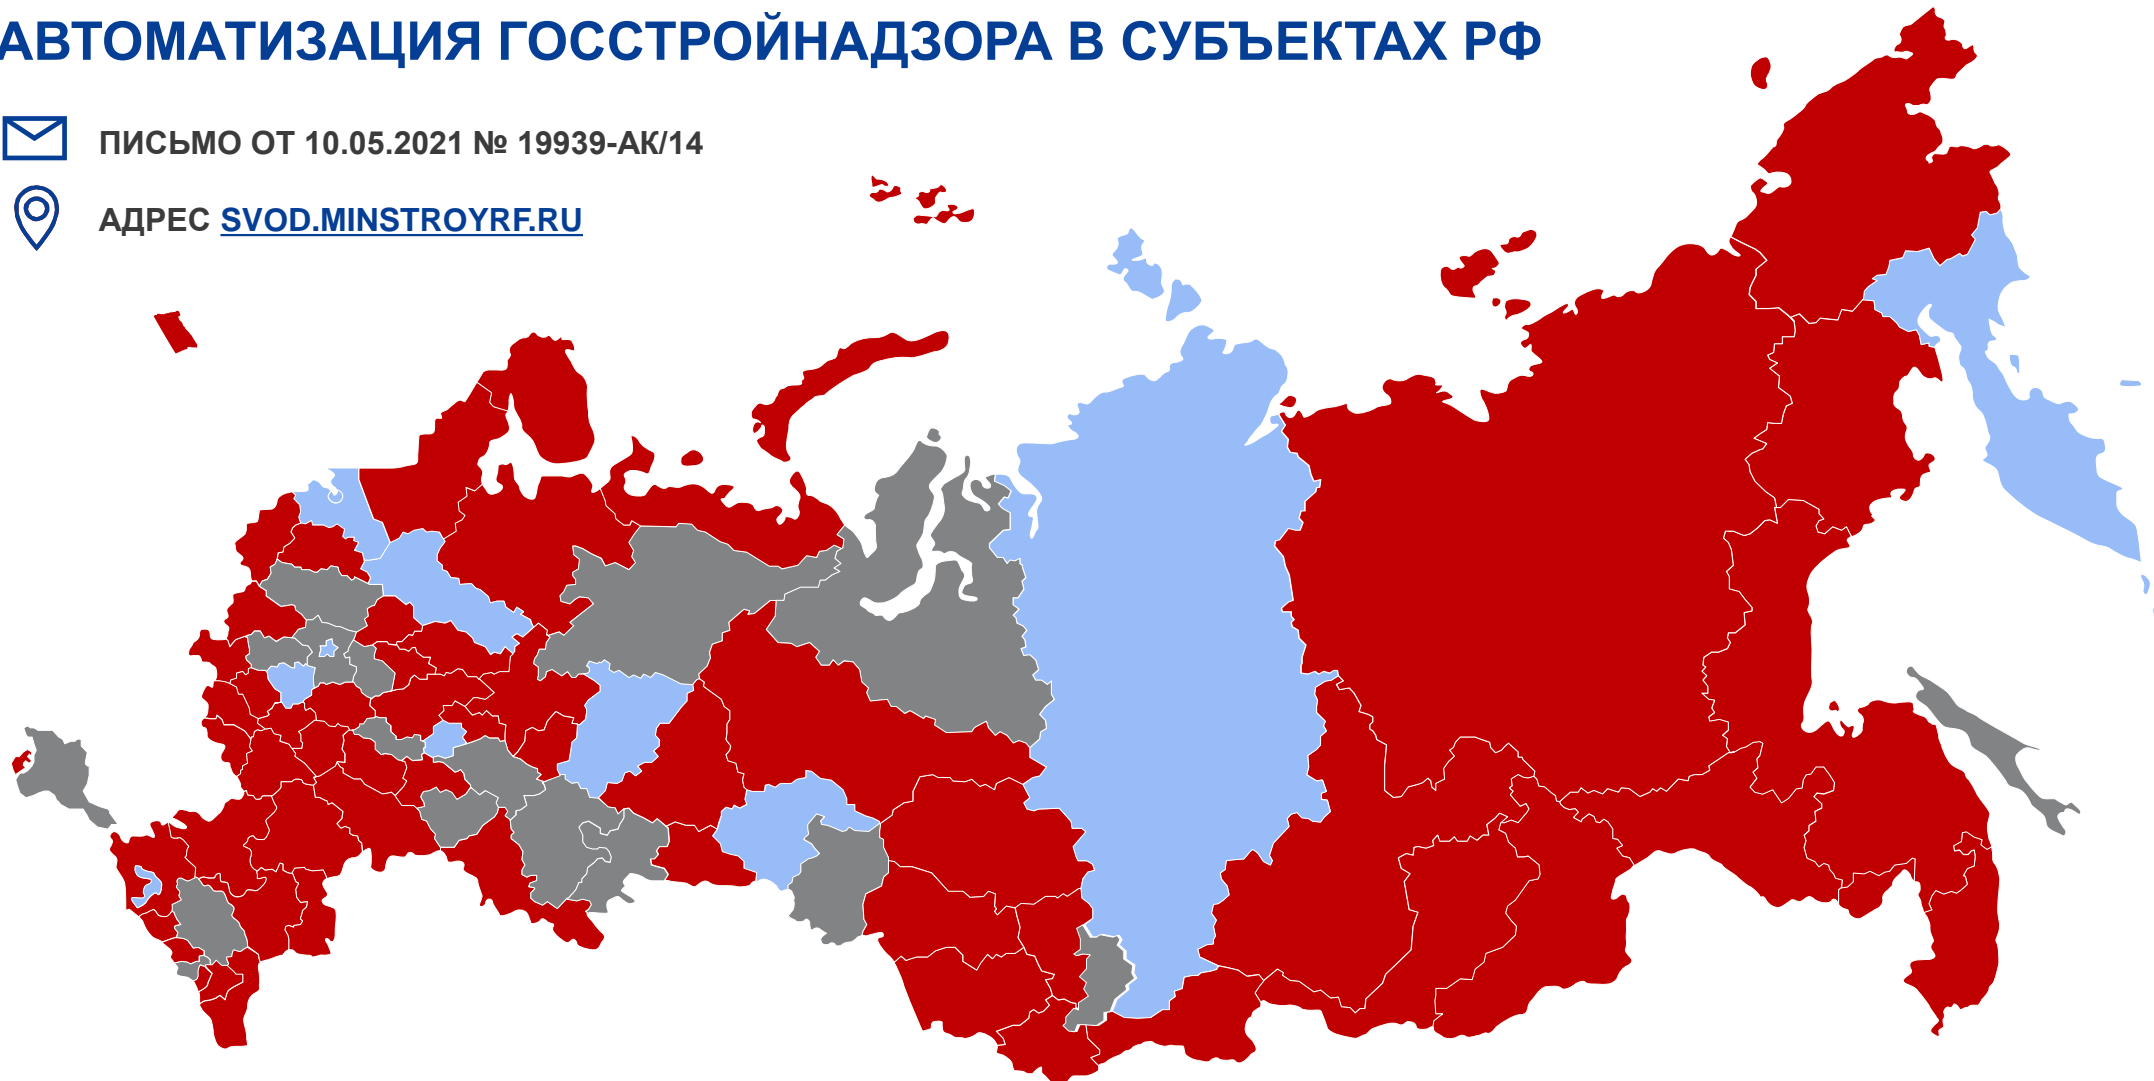 АВТОМАТИЗАЦИЯ ГОССТРОЙНАДЗОРА В СУБЪЕКТАХ РФ
ПИСЬМО ОТ 10.05.2021 № 19939-АК/14
АДРЕС SVOD.MINSTROYRF.RU